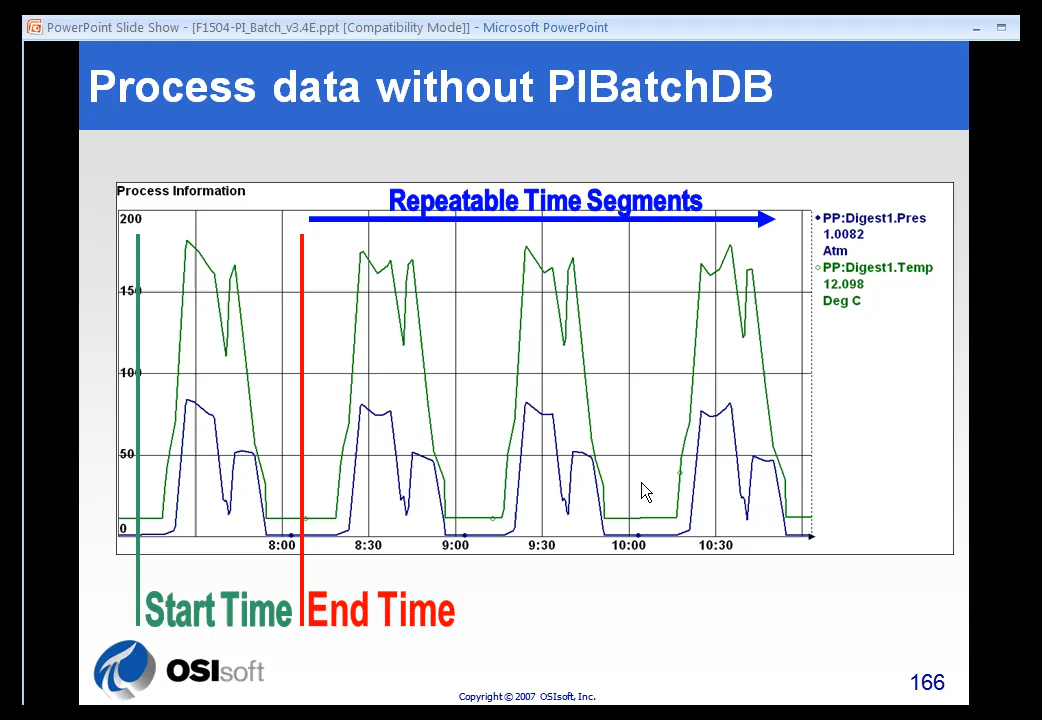 PowerPoint Slide Show - [F1504-PI_Batch_v3.4E.ppt [Compatibility Mode]] - Microsoft PowerPoint
Process data without PIBatchDB
Process Information
Repeatable Time Segments
200
150
100
50
0
8:00 8:30 9:00 9:30 10:00 10:30
PP:Digest1.Pres
1.0082
Atm
PP:Digest1.Temp
12.098
Deg C
Start Time End Time
OSIsoft
Copyright © 2007 OSIsoft, Inc.
166